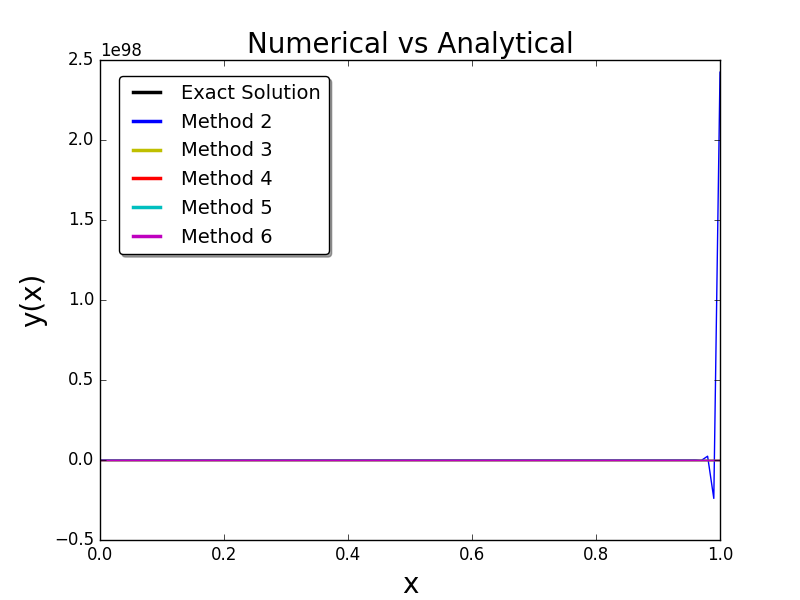 Numerical vs Analytical
1e98
2.5
2.0
1.5
1.0
0.5
0.0
−0.5
Exact Solution
Method 2
Method 3
Method 4
Method 5
Method 6
y(x)
0.0 0.2 0.4 0.6 0.8 1.0
x